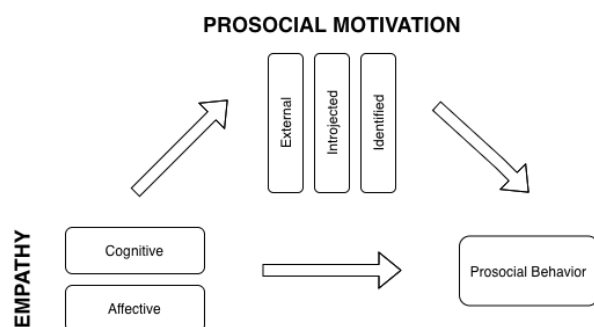 PROSOCIAL MOTIVATION
External
Introjected
Identified
EMPATHY
Cognitive
Affective
Prosocial Behavior